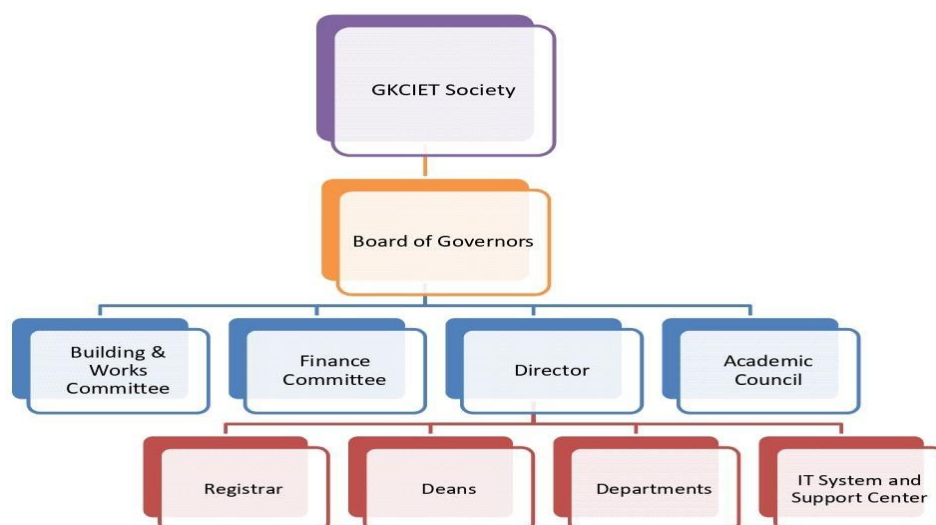 GKCIET Society
Board of Governors
Building &
Works
Committee
Finance
Committee
Director
Academic
Council
Registrar
Deans
Departments
IT System and
Support Center